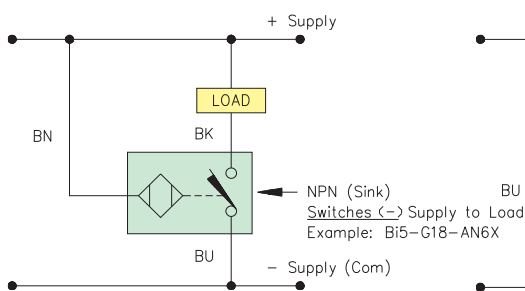 + Supply
LOAD
BK
BN
NPN (Sink)
Switches (-) Supply to Load
Example: Bi5-G18-AN6X
BU
BU
- Supply (Com)